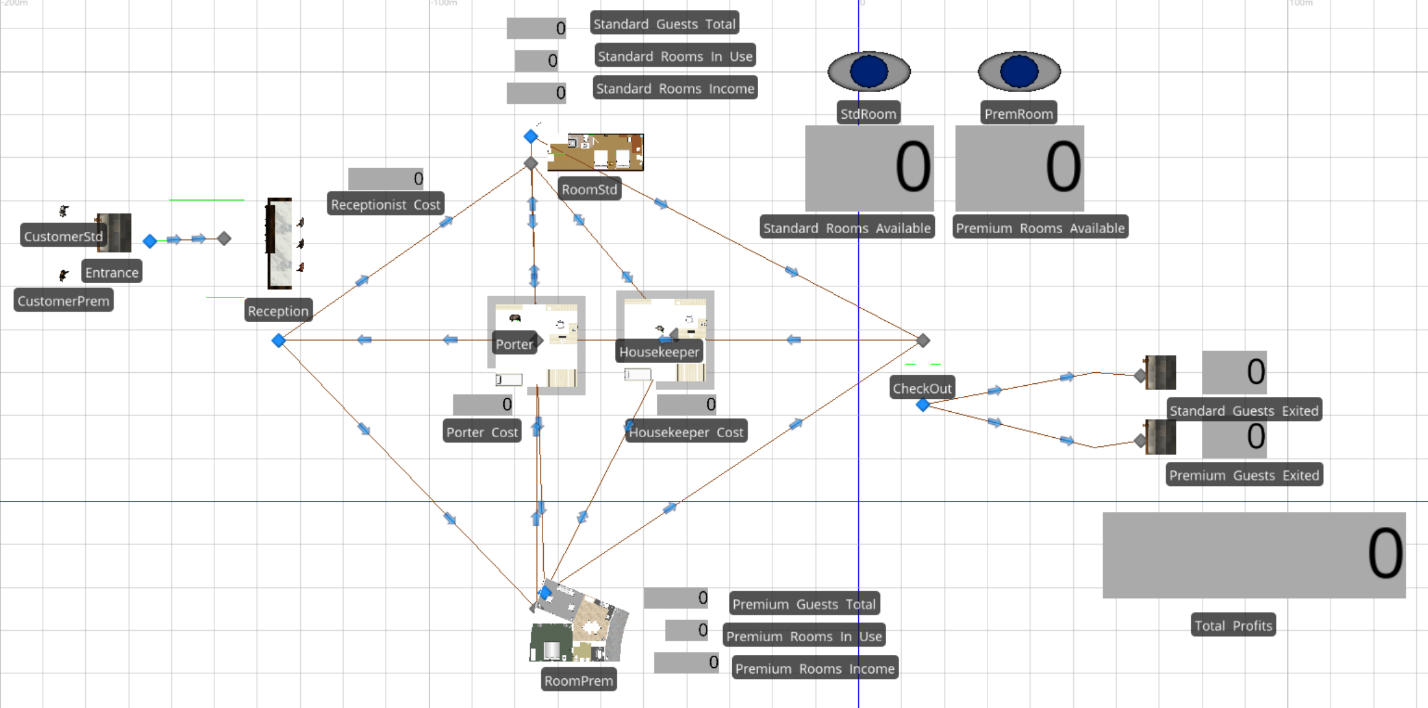 -200m
-100m
0
100m
0
Standard Guests Total
0
Standard Rooms In Use
0
Standard Rooms Income
StdRoom
PremRoom
0
0
Standard Rooms Available
Premium Rooms Available
0
Receptionist Cost
RoomStd
CustomerStd
Entrance
CustomerPrem
Reception
Porter
Housekeeper
0
Porter Cost
0
Housekeeper Cost
CheckOut
0
Standard Guests Exited
0
Premium Guests Exited
0
Total Profits
0
Premium Guests Total
0
Premium Rooms In Use
0
Premium Rooms Income
RoomPrem